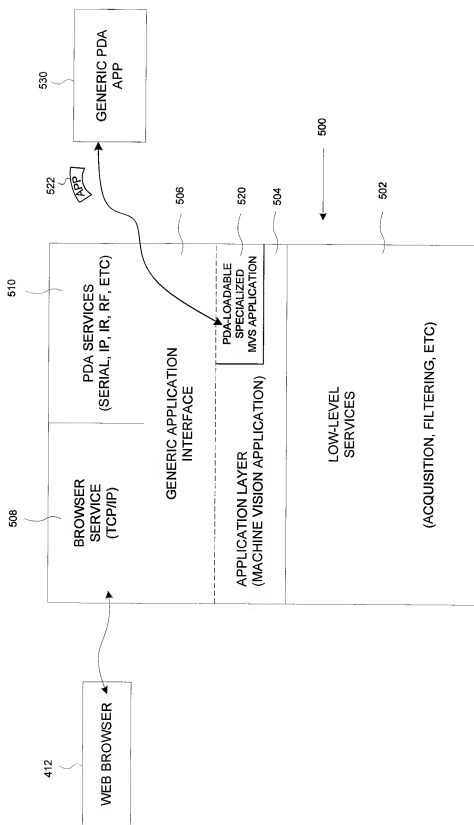 508
510
530
BROWSER
SERVICE
(TCP/IP)
PDA SERVICES
(SERIAL, IP, IR, RF, ETC)
GENERIC PDA
APP
522
APP
412
WEB BROWSER
GENERIC APPLICATION
INTERFACE
506
APPLICATION LAYER
(MACHINE VISION APPLICATION)
PDA-LOADABLE
SPECIALIZED
MVS APPLICATION
520
504
500
LOW-LEVEL
SERVICES
(ACQUISITION, FILTERING, ETC)
502